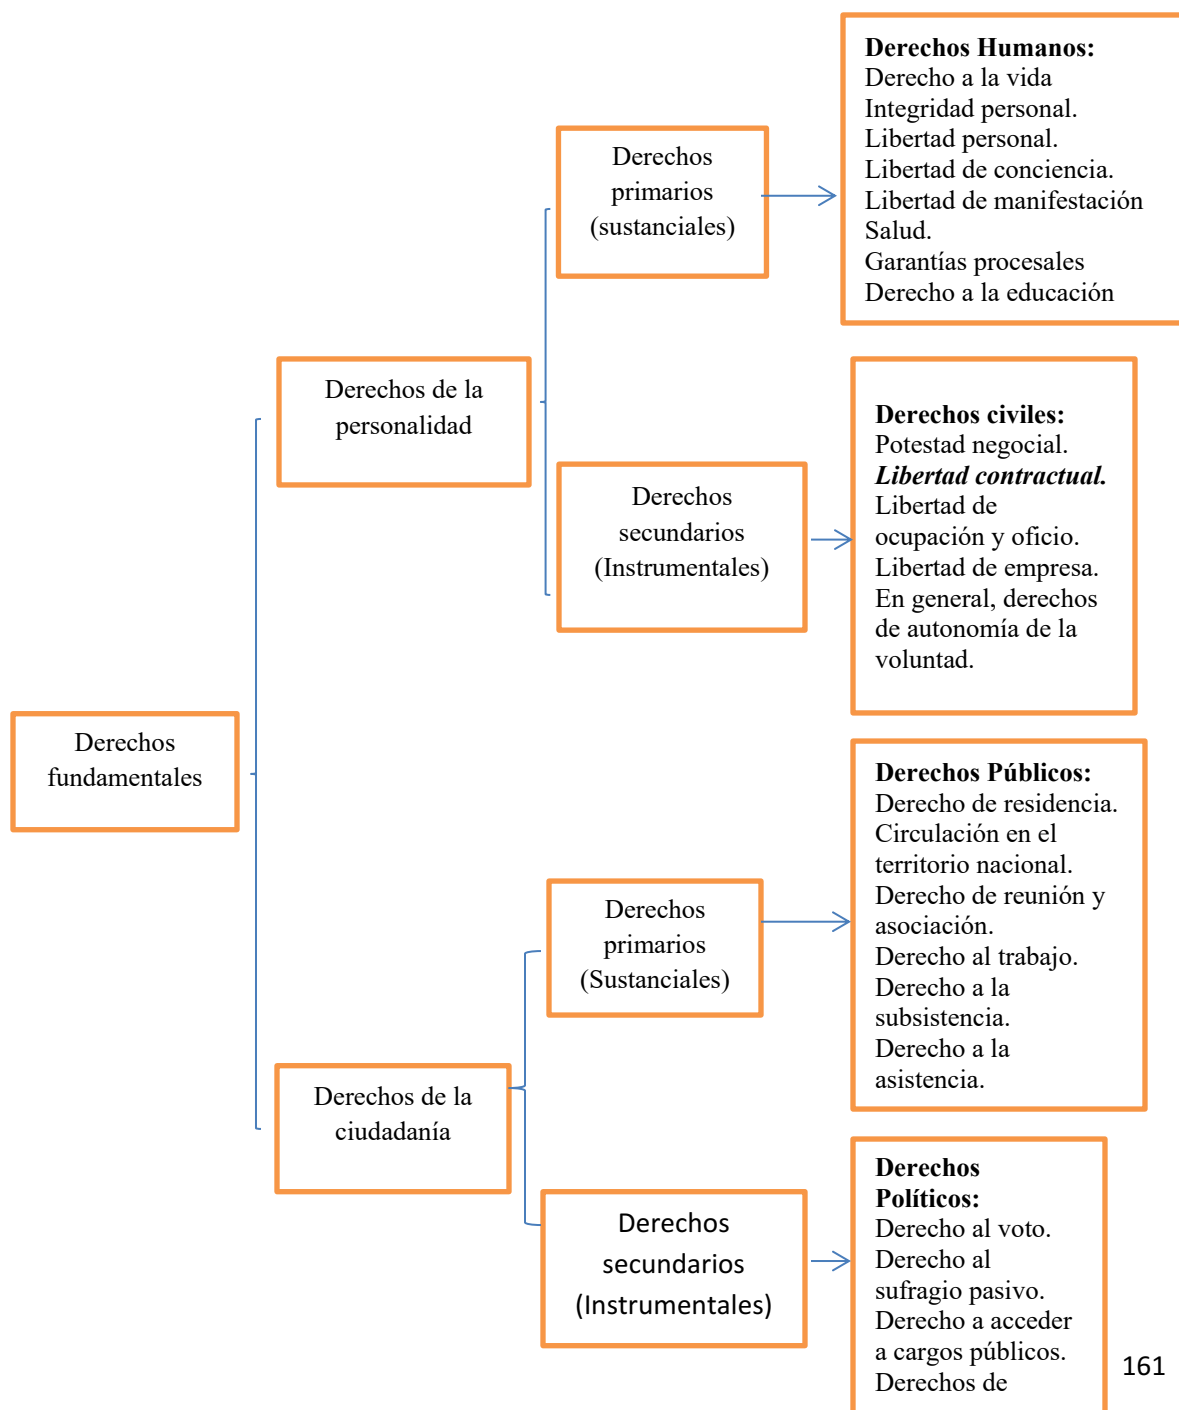 Derechos
fundamentales
Derechos de la
personalidad
Derechos
primarios
(sustanciales)
Derechos Humanos:
Derecho a la vida
Integridad personal.
Libertad personal.
Libertad de conciencia.
Libertad de manifestación
Salud.
Garantías procesales
Derecho a la educación
Derechos
secundarios
(Instrumentales)
Derechos civiles:
Potestad negocial.
Libertad contractual.
Libertad de
ocupación y oficio.
Libertad de empresa.
En general, derechos
de autonomía de la
voluntad.
Derechos de la
ciudadanía
Derechos
primarios
(Sustanciales)
Derechos Públicos:
Derecho de residencia.
Circulación en el
territorio nacional.
Derecho de reunión y
asociación.
Derecho al trabajo.
Derecho a la
subsistencia.
Derecho a la
asistencia.
Derechos
secundarios
(Instrumentales)
Derechos
Políticos:
Derecho al voto.
Derecho al
sufragio pasivo.
Derecho a acceder
a cargos públicos.
Derechos de
161